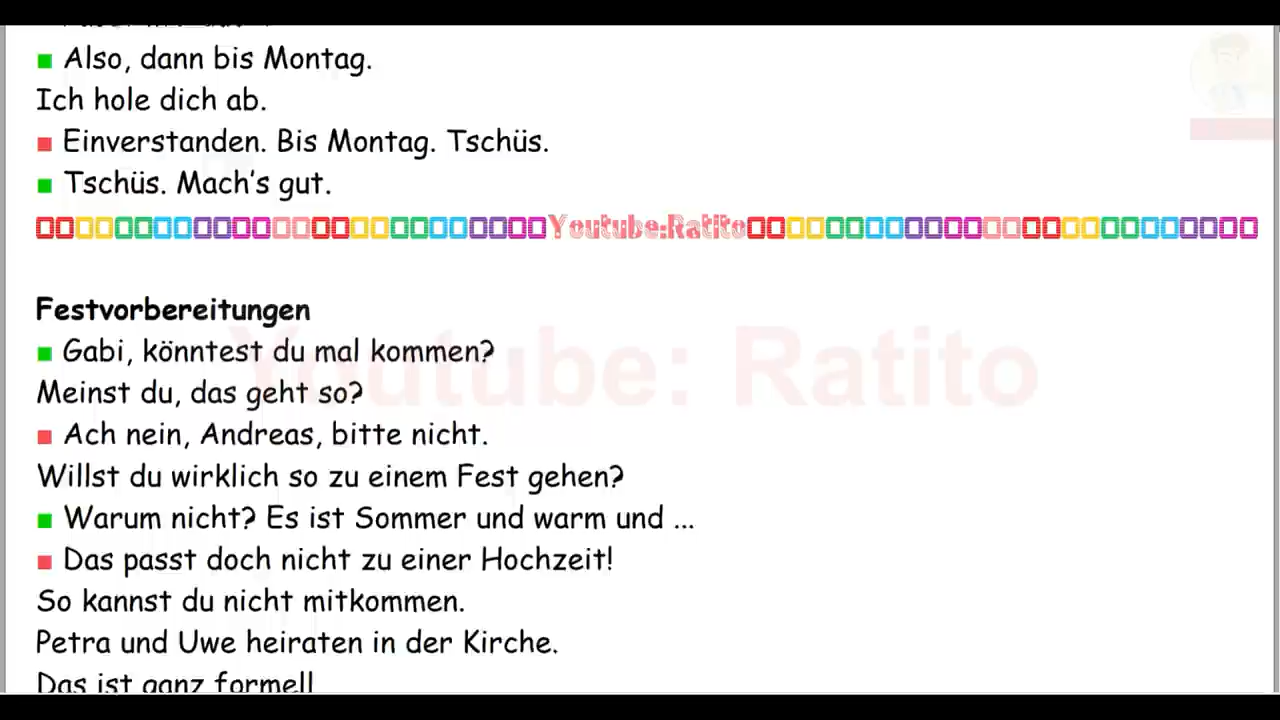 ■ Also, dann bis Montag.
Ich hole dich ab.
■ Einverstanden. Bis Montag. Tschüs.
■ Tschüs. Mach's gut.
Youtube:Ratito
Festvorbereitungen
■ Gabi, könntest du mal kommen?
Meinst du, das geht so?
Youtube: Ratito
■ Ach nein, Andreas, bitte nicht.
Willst du wirklich so zu einem Fest gehen?
■ Warum nicht? Es ist Sommer und warm und ...
■ Das passt doch nicht zu einer Hochzeit!
So kannst du nicht mitkommen.
Petra und Uwe heiraten in der Kirche.
Das ist ganz formell